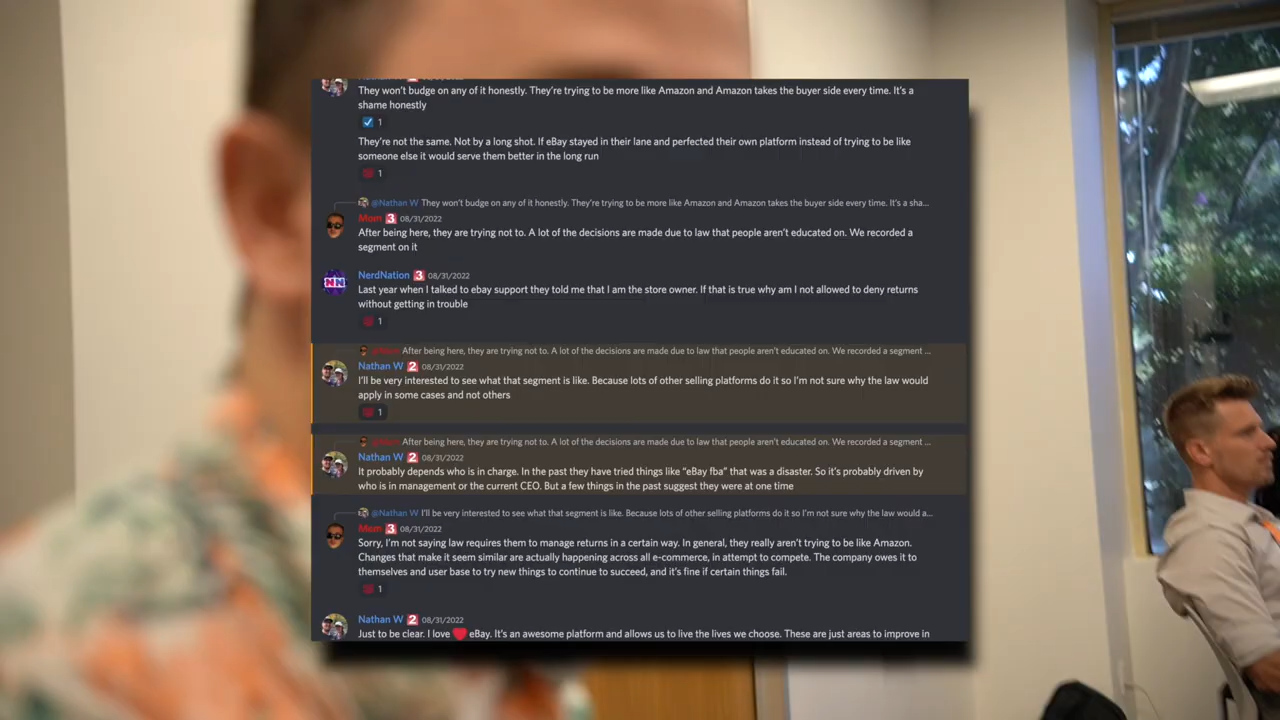 They won't budge on any of it honestly. They're trying to be more like Amazon and Amazon takes the buyer side every time. It's a
shame honestly
1
They're not the same. Not by a long shot. If eBay stayed in their lane and perfected their own platform instead of trying to be like
someone else it would serve them better in the long run
1
@Nathan W They won't budge on any of it honestly. They're trying to be more like Amazon and Amazon takes the buyer side every time. It's a sha...
Mom 3 08/31/2022
After being here, they are trying not to. A lot of the decisions are made due to law that people aren't educated on. We recorded a
segment on it
NN
NerdNation 3 08/31/2022
Last year when I talked to ebay support they told me that I am the store owner. If that is true why am I not allowed to deny returns
without getting in trouble
1
After being here, they are trying not to. A lot of the decisions are made due to law that people aren't educated on. We recorded a segment ...
Nathan W 2 08/31/2022
I'll be very interested to see what that segment is like. Because lots of other selling platforms do it so I'm not sure why the law would
apply in some cases and not others
1
After being here, they are trying not to. A lot of the decisions are made due to law that people aren't educated on. We recorded a segment ...
Nathan W 2 08/31/2022
It probably depends who is in charge. In the past they have tried things like "eBay fba" that was a disaster. So it's probably driven by
who is in management or the current CEO. But a few things in the past suggest they were at one time
@Nathan W I'll be very interested to see what that segment is like. Because lots of other selling platforms do it so I'm not sure why the law would a...
Mom 3 08/31/2022
Sorry, I'm not saying law requires them to manage returns in a certain way. In general, they really aren't trying to be like Amazon.
Changes that make it seem similar are actually happening across all e-commerce, in attempt to compete. The company owes it to
themselves and user base to try new things to continue to succeed, and it's fine if certain things fail.
1
Nathan W 2 08/31/2022
Just to be clear. I love eBay. It's an awesome platform and allows us to live the lives we choose. These are just areas to improve in